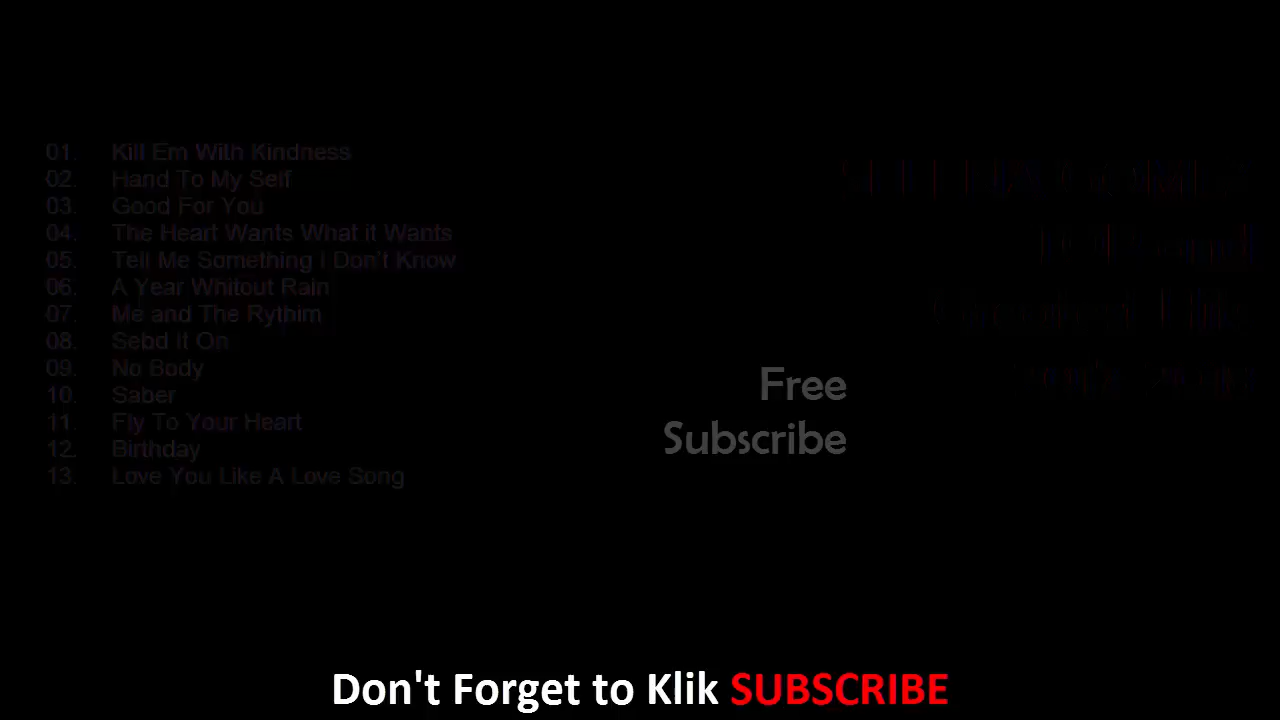 01. Kill Em With Kindness
02. Hand To My Self
03. Good For You
04. The Heart Wants What it Wants
05. Tell Me Something I Don't Know
06. A Year Whitout Rain
07. Me and The Rythim
08. Sebd It On
09. No Body
10. Saber
11. Fly To Your Heart
12. Birthday
13. Love You Like A Love Song
SELENA GOMEZ
Free
Subscribe
Don't Forget to Klik SUBSCRIBE